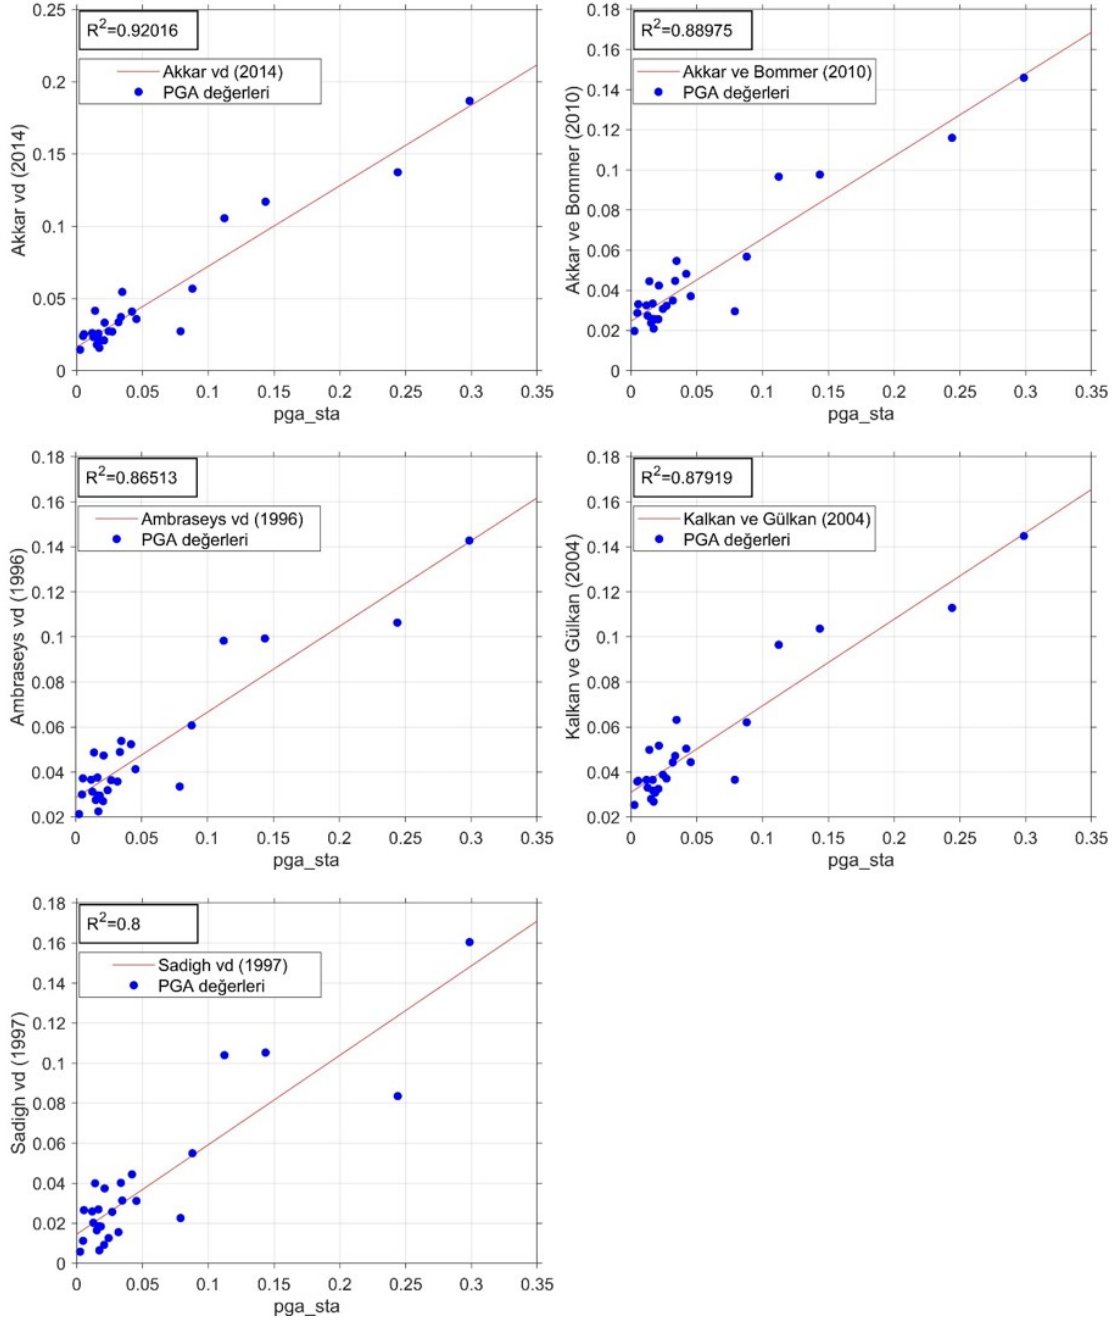 R²=0.92016
Akkar vd (2014)
PGA değerleri
0.25
0.2
0.15
0.1
0.05
0
Akkar vd (2014)
0 0.05 0.1 0.15 0.2 0.25 0.3 0.35
pga_sta
R²=0.88975
Akkar ve Bommer (2010)
PGA değerleri
0.18
0.16
0.14
0.12
0.1
0.08
0.06
0.04
0.02
0
Akkar ve Bommer (2010)
0 0.05 0.1 0.15 0.2 0.25 0.3 0.35
pga_sta
R²=0.86513
Ambraseys vd (1996)
PGA değerleri
0.18
0.16
0.14
0.12
0.1
0.08
0.06
0.04
0.02
Ambraseys vd (1996)
0 0.05 0.1 0.15 0.2 0.25 0.3 0.35
pga_sta
R²=0.87919
Kalkan ve Gülkan (2004)
PGA değerleri
0.18
0.16
0.14
0.12
0.1
0.08
0.06
0.04
0.02
Kalkan ve Gülkan (2004)
0 0.05 0.1 0.15 0.2 0.25 0.3 0.35
pga_sta
R²=0.8
Sadigh vd (1997)
PGA değerleri
0.18
0.16
0.14
0.12
0.1
0.08
0.06
0.04
0.02
0
Sadigh vd (1997)
0 0.05 0.1 0.15 0.2 0.25 0.3 0.35
pga_sta